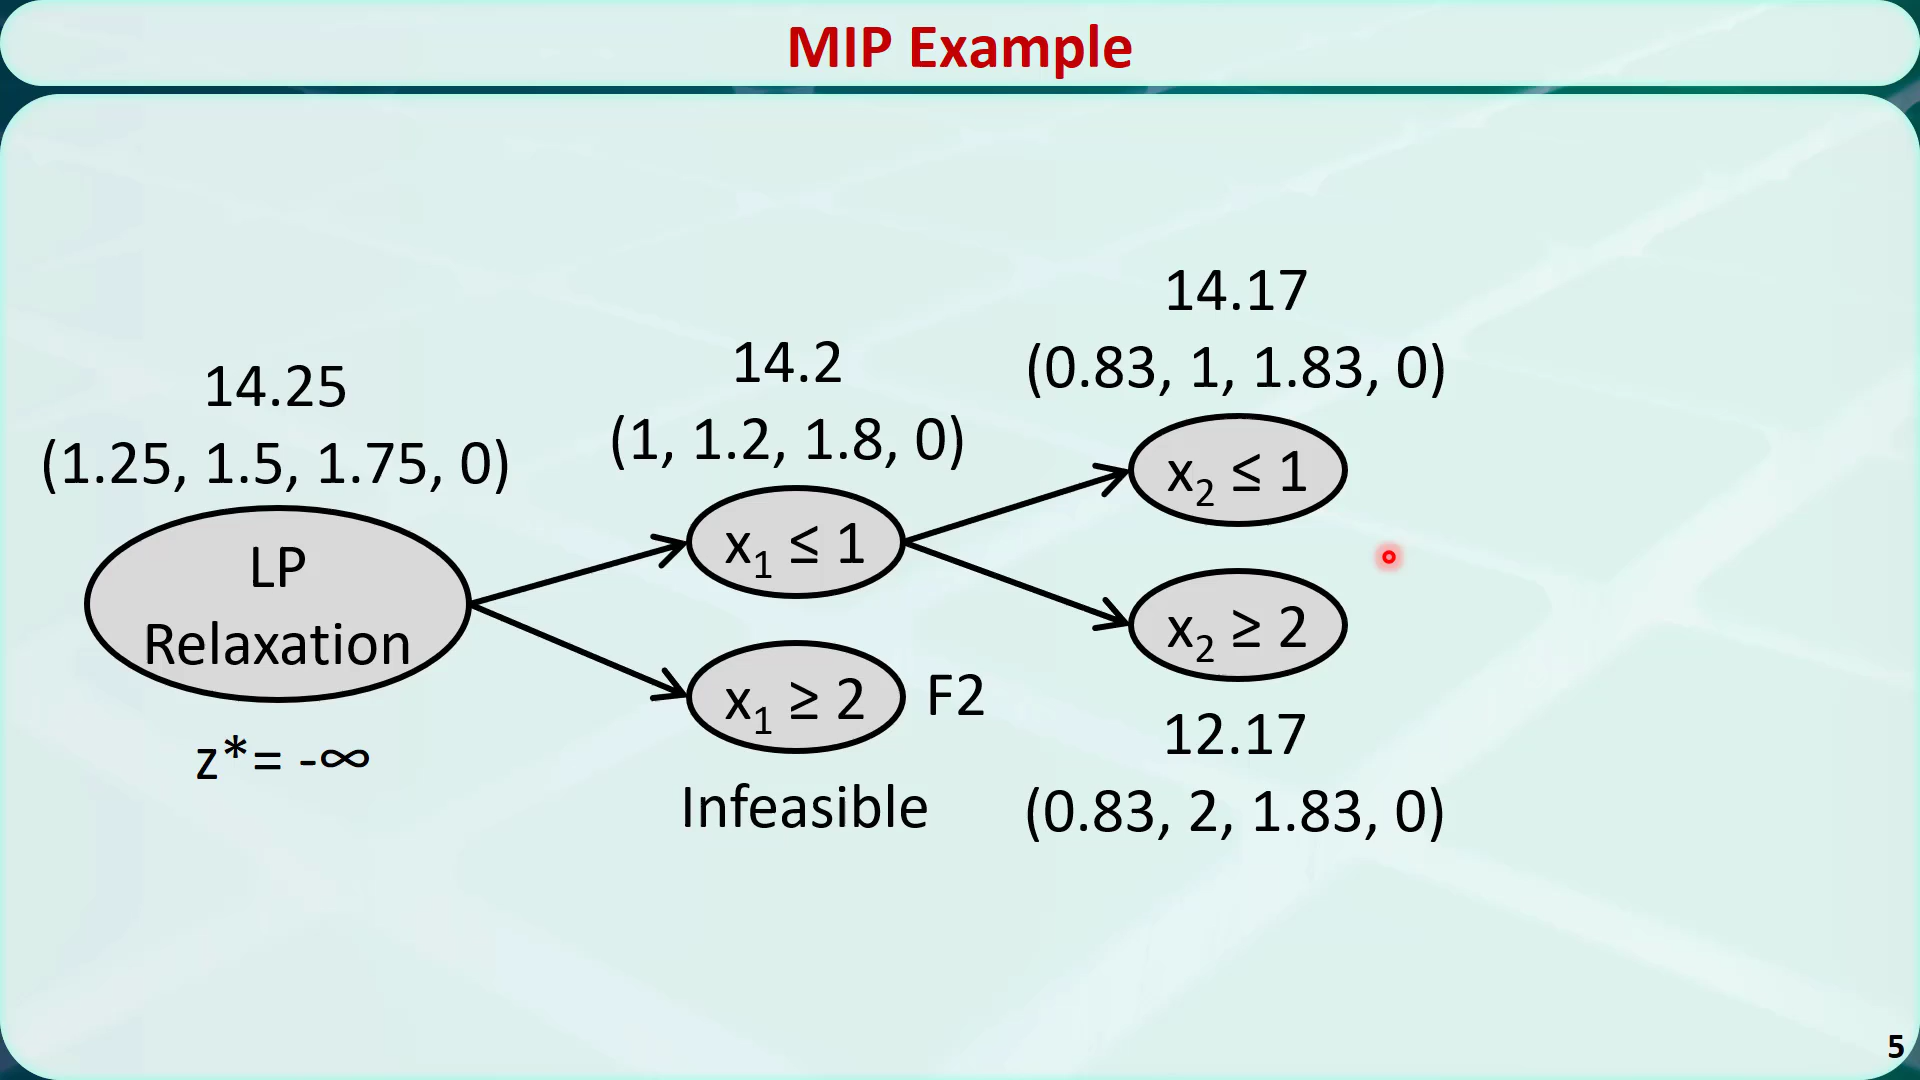 MIP Example
14.25
(1.25, 1.5, 1.75, 0)
LP
Relaxation
z*= -∞
14.2
(1, 1.2, 1.8, 0)
x₁ ≤ 1
x₁ ≥ 2 F2
Infeasible
14.17
(0.83, 1, 1.83, 0)
x₂ ≤ 1
x₂ ≥ 2
12.17
(0.83, 2, 1.83, 0)
5